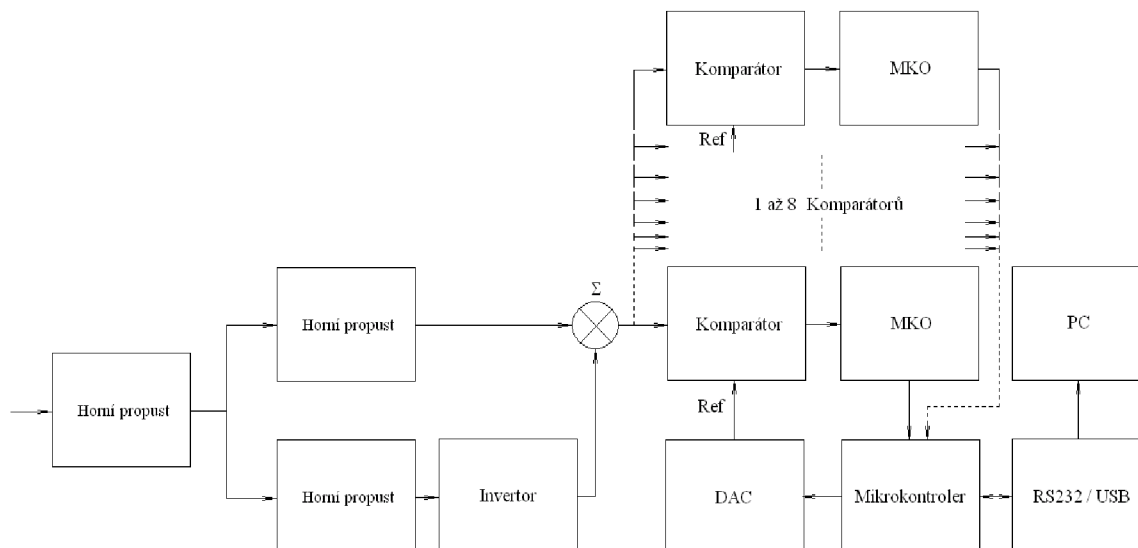 Komparátor
MKO
Ref
1 až 8 Komparátorů
Σ
Horní propust
Komparátor
MKO
PC
Horní propust
Ref
Horní propust
Invertor
DAC
Mikrokontroler
RS232 / USB